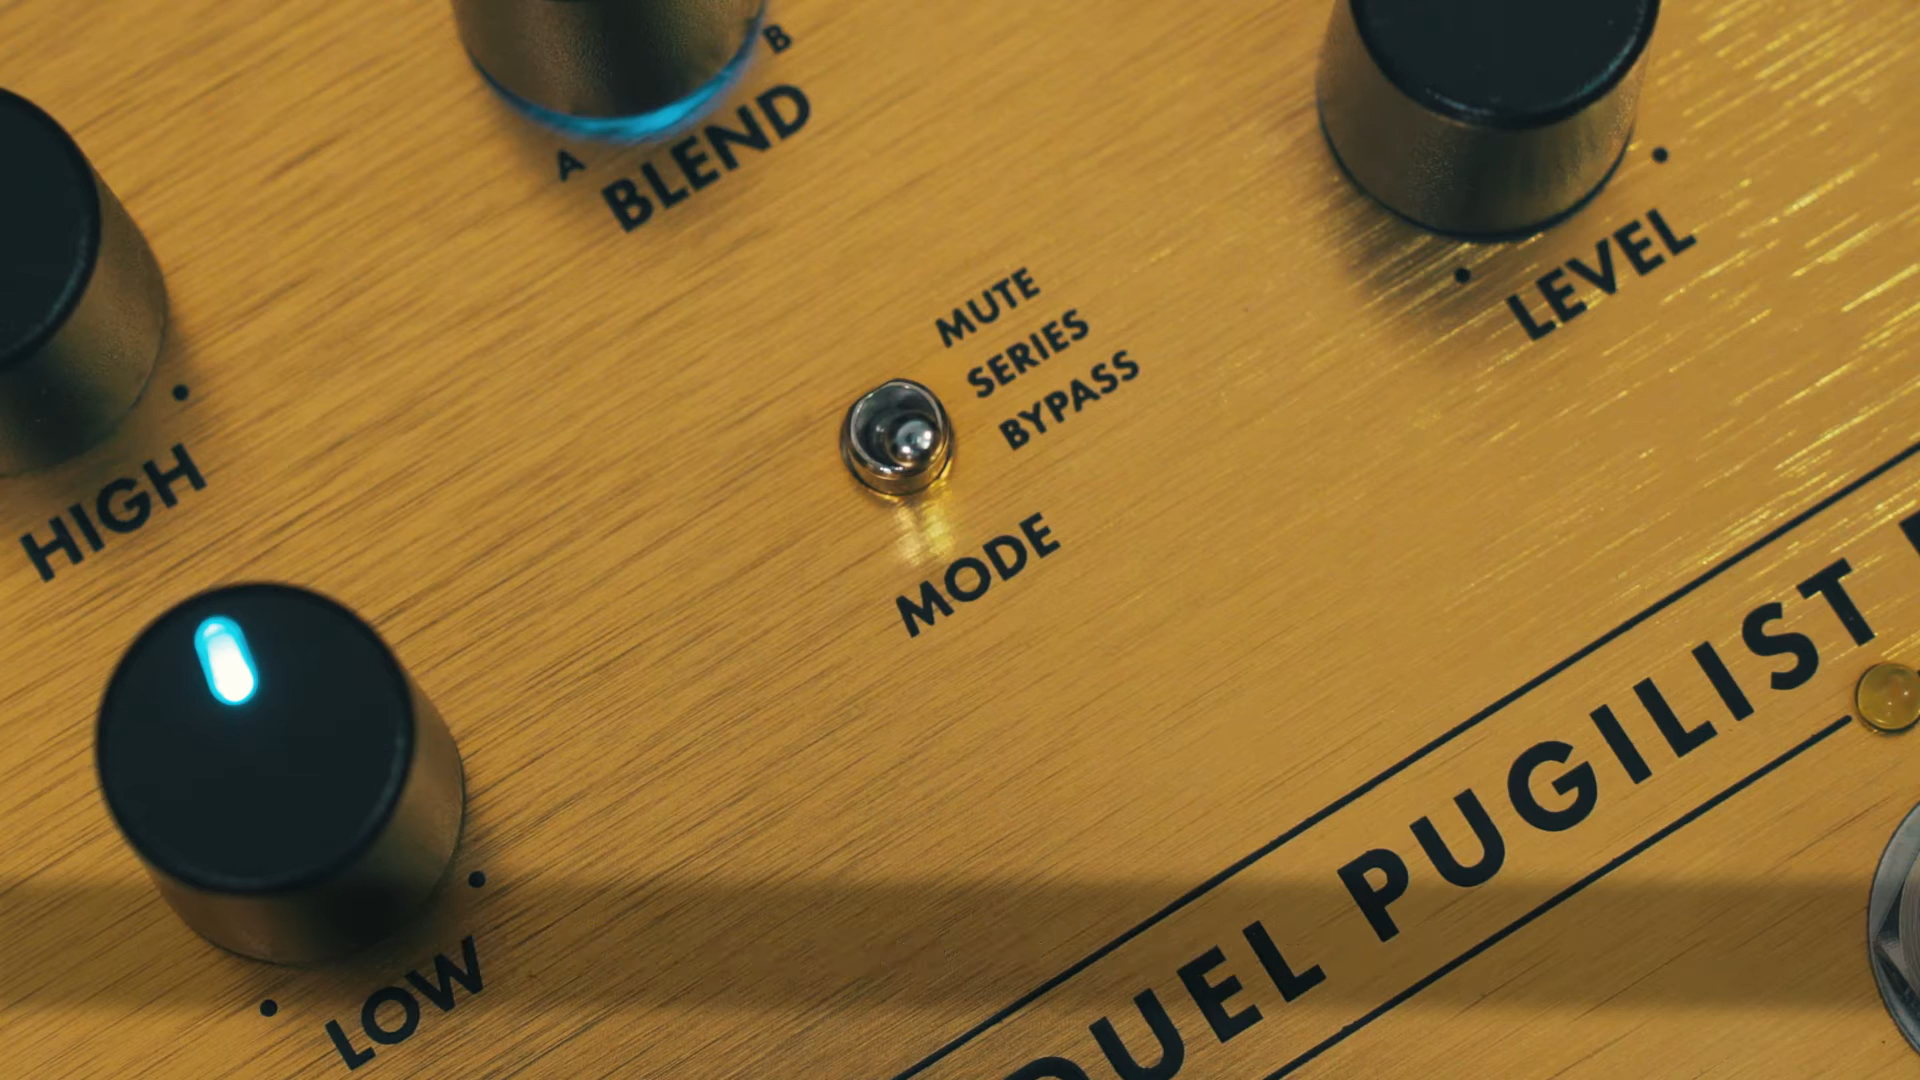 B
A
BLEND
LEVEL
MUTE
SERIES
BYPASS
MODE
HIGH
LOW
DUEL PUGILIST